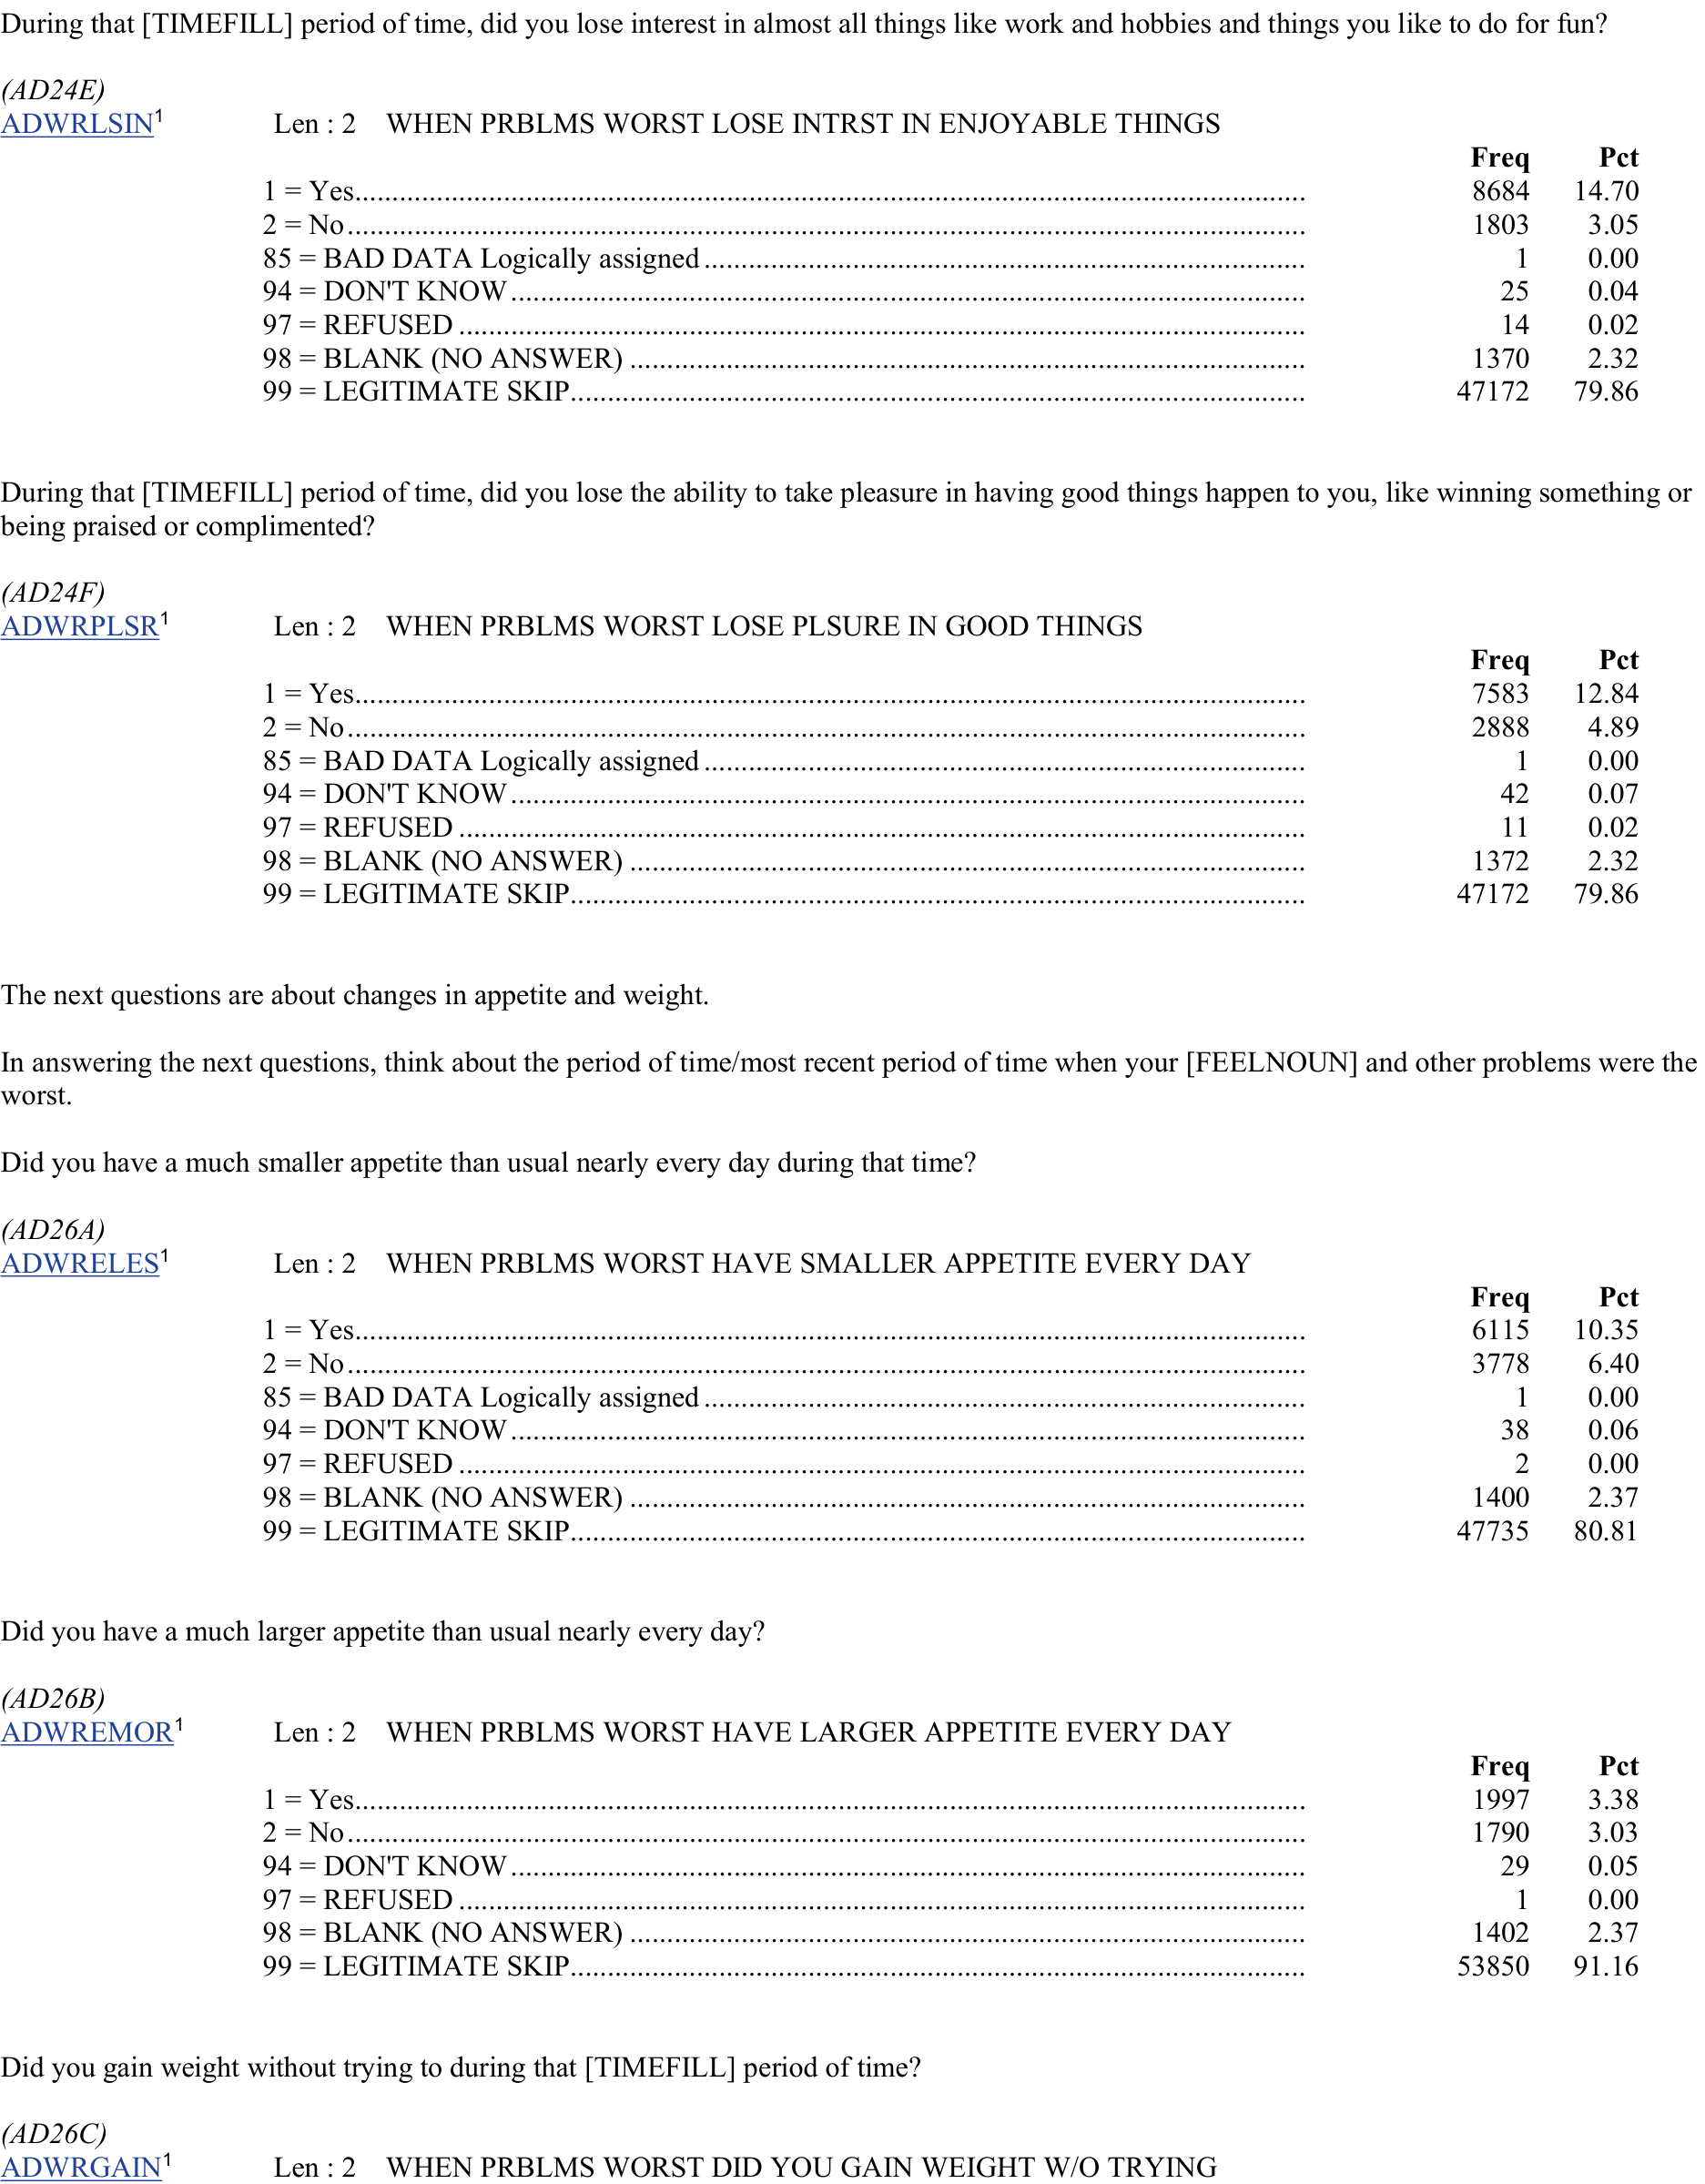 During that [TIMEFILL] period of time, did you lose interest in almost all things like work and hobbies and things you like to do for fun?
(AD24E)
ADWRLSIN1 Len : 2 WHEN PRBLMS WORST LOSE INTRST IN ENJOYABLE THINGS
Freq Pct
1 = Yes 8684 14.70
2 = No 1803 3.05
85 = BAD DATA Logically assigned 1 0.00
94 = DON'T KNOW 25 0.04
97 = REFUSED 14 0.02
98 = BLANK (NO ANSWER) 1370 2.32
99 = LEGITIMATE SKIP 47172 79.86
During that [TIMEFILL] period of time, did you lose the ability to take pleasure in having good things happen to you, like winning something or
being praised or complimented?
(AD24F)
ADWRPLSR1 Len : 2 WHEN PRBLMS WORST LOSE PLSURE IN GOOD THINGS
Freq Pct
1 = Yes 7583 12.84
2 = No 2888 4.89
85 = BAD DATA Logically assigned 1 0.00
94 = DON'T KNOW 42 0.07
97 = REFUSED 11 0.02
98 = BLANK (NO ANSWER) 1372 2.32
99 = LEGITIMATE SKIP 47172 79.86
The next questions are about changes in appetite and weight.
In answering the next questions, think about the period of time/most recent period of time when your [FEELNOUN] and other problems were the
worst.
Did you have a much smaller appetite than usual nearly every day during that time?
(AD26A)
ADWRELES1 Len : 2 WHEN PRBLMS WORST HAVE SMALLER APPETITE EVERY DAY
Freq Pct
1 = Yes 6115 10.35
2 = No 3778 6.40
85 = BAD DATA Logically assigned 1 0.00
94 = DON'T KNOW 38 0.06
97 = REFUSED 2 0.00
98 = BLANK (NO ANSWER) 1400 2.37
99 = LEGITIMATE SKIP 47735 80.81
Did you have a much larger appetite than usual nearly every day?
(AD26B)
ADWREMOR1 Len : 2 WHEN PRBLMS WORST HAVE LARGER APPETITE EVERY DAY
Freq Pct
1 = Yes 1997 3.38
2 = No 1790 3.03
94 = DON'T KNOW 29 0.05
97 = REFUSED 1 0.00
98 = BLANK (NO ANSWER) 1402 2.37
99 = LEGITIMATE SKIP 53850 91.16
Did you gain weight without trying to during that [TIMEFILL] period of time?
(AD26C)
ADWRGAIN1 Len : 2 WHEN PRBLMS WORST DID YOU GAIN WEIGHT W/O TRYING